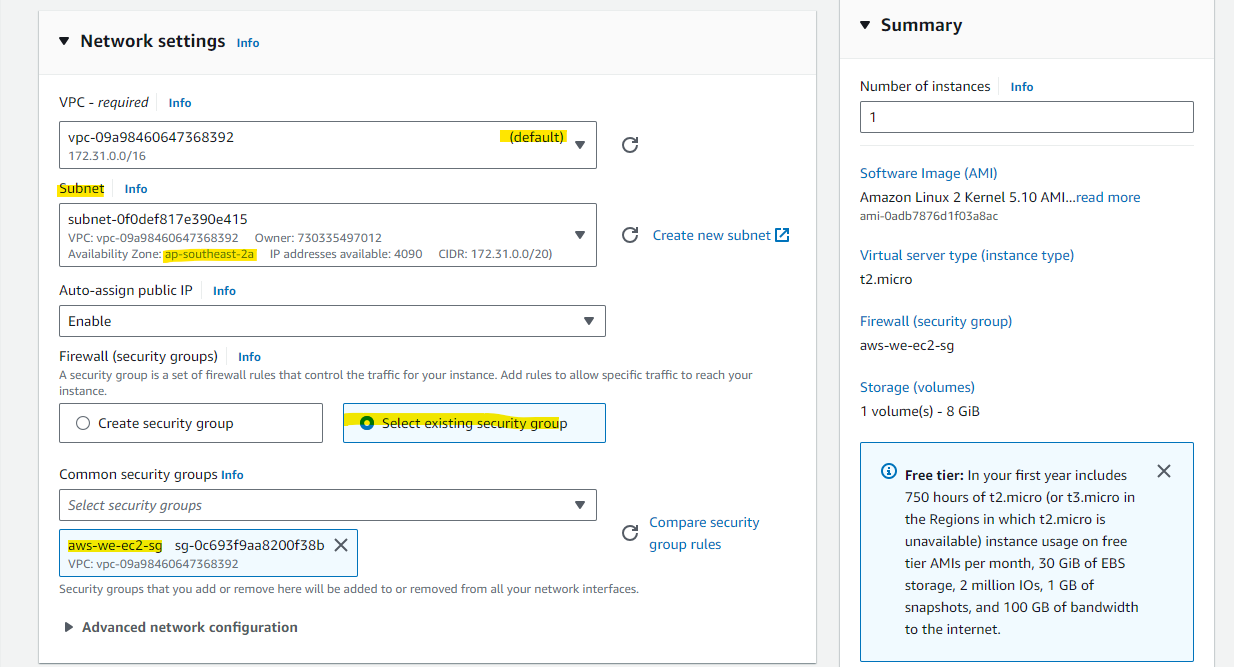 Network settings Info
VPC - required Info
vpc-09a98460647368392 (default)
172.31.0.0/16
Subnet Info
subnet-0f0def817e390e415
VPC: vpc-09a98460647368392 Owner: 730335497012
Availability Zone: ap-southeast-2a IP addresses available: 4090 CIDR: 172.31.0.0/20)
Create new subnet
Auto-assign public IP Info
Enable
Firewall (security groups) Info
A security group is a set of firewall rules that control the traffic for your instance. Add rules to allow specific traffic to reach your
instance.
Create security group
Select existing security group
Common security groups Info
Select security groups
aws-we-ec2-sg sg-0c693f9aa8200f38b
VPC: vpc-09a98460647368392
Compare security
group rules
Security groups that you add or remove here will be added to or removed from all your network interfaces.
Advanced network configuration
Summary
Number of instances Info
1
Software Image (AMI)
Amazon Linux 2 Kernel 5.10 AMI...read more
ami-0adb7876d1f03a8ac
Virtual server type (instance type)
t2.micro
Firewall (security group)
aws-we-ec2-sg
Storage (volumes)
1 volume(s) - 8 GiB
Free tier: In your first year includes
750 hours of t2.micro (or t3.micro in
the Regions in which t2.micro is
unavailable) instance usage on free
tier AMIs per month, 30 GiB of EBS
storage, 2 million IOs, 1 GB of
snapshots, and 100 GB of bandwidth
to the internet.